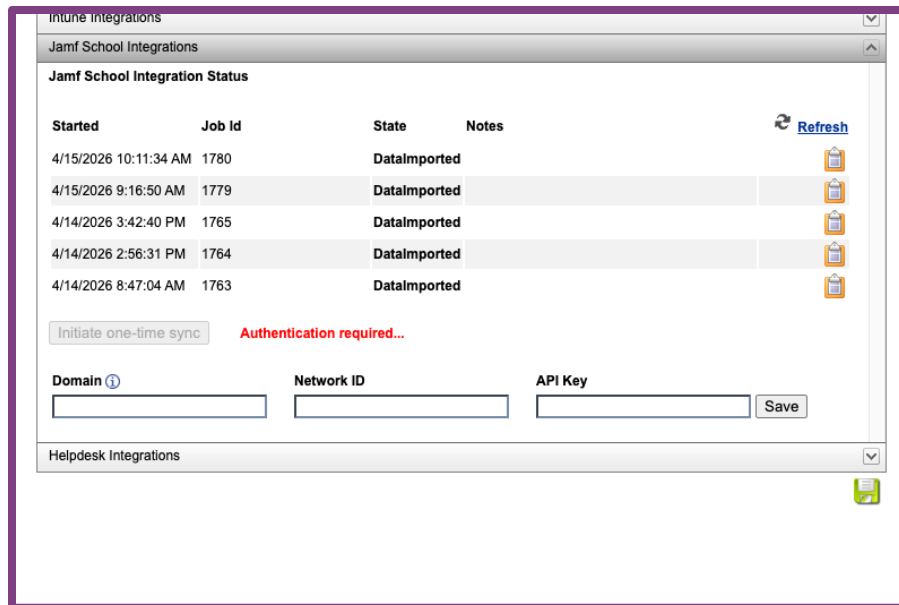 Intune Integrations
Jamf School Integrations
Jamf School Integration Status
Started Job Id State Notes Refresh
4/15/2026 10:11:34 AM 1780 DataImported
4/15/2026 9:16:50 AM 1779 DataImported
4/14/2026 3:42:40 PM 1765 DataImported
4/14/2026 2:56:31 PM 1764 DataImported
4/14/2026 8:47:04 AM 1763 DataImported
Initiate one-time sync Authentication required...
Domain Network ID API Key
Save
Helpdesk Integrations